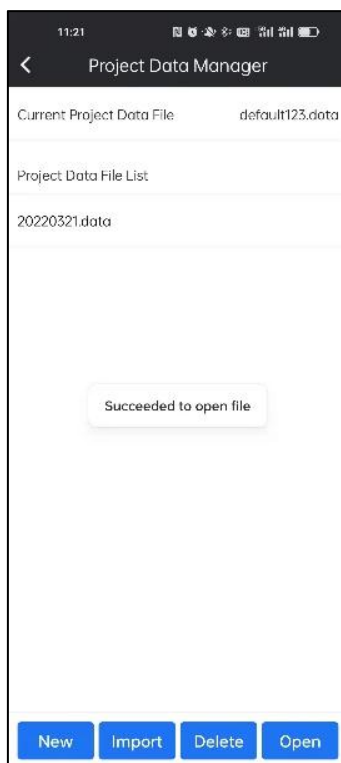 11:21
Project Data Manager
Current Project Data File default123.data
Project Data File List
20220321.data
Succeeded to open file
New Import Delete Open